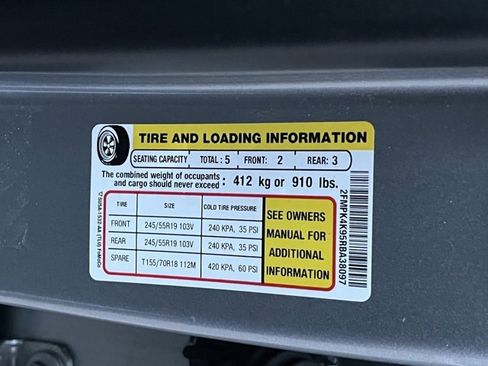 TIRE AND LOADING INFORMATION
SEATING CAPACITY TOTAL : 5 FRONT: 2 REAR: 3
The combined weight of occupants
and cargo should never exceed : 412 kg or 910 lbs.
TIRE SIZE COLD TIRE PRESSURE
FRONT 245/55R19 103V 240 KPA, 35 PSI
REAR 245/55R19 103V 240 KPA, 35 PSI
SPARE T155/70R18 112M 420 KPA, 60 PSI
SEE OWNERS
MANUAL FOR
ADDITIONAL
INFORMATION
2FMPK4K95RBA38097